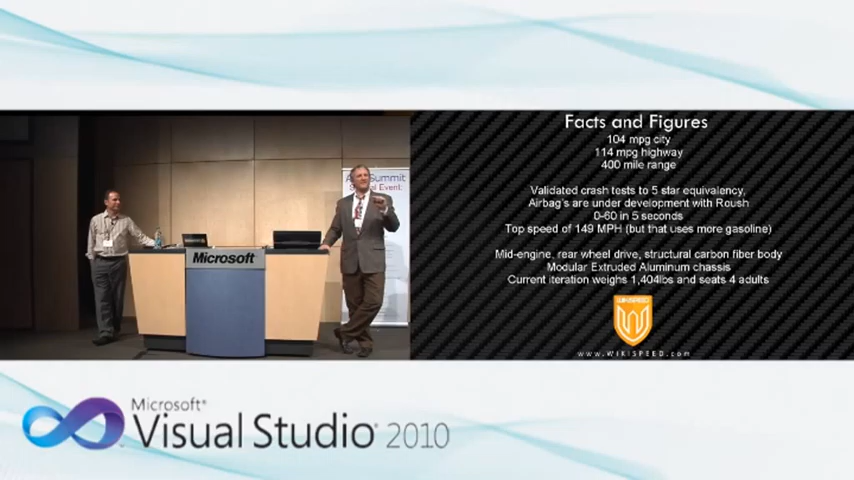 Facts and Figures
104 mpg city
114 mpg highway
400 mile range
Validated crash tests to 5 star equivalency,
Airbag's are under development with Roush
0-60 in 5 seconds
Top speed of 149 MPH (but that uses more gasoline)
Mid-engine, rear wheel drive, structural carbon fiber body
Modular Extruded Aluminum chassis
Current iteration weighs 1,404lbs and seats 4 adults
WIKISPEED
www.WIKISPEED.com
Summit
Event:
Microsoft
Microsoft®
Visual Studio® 2010